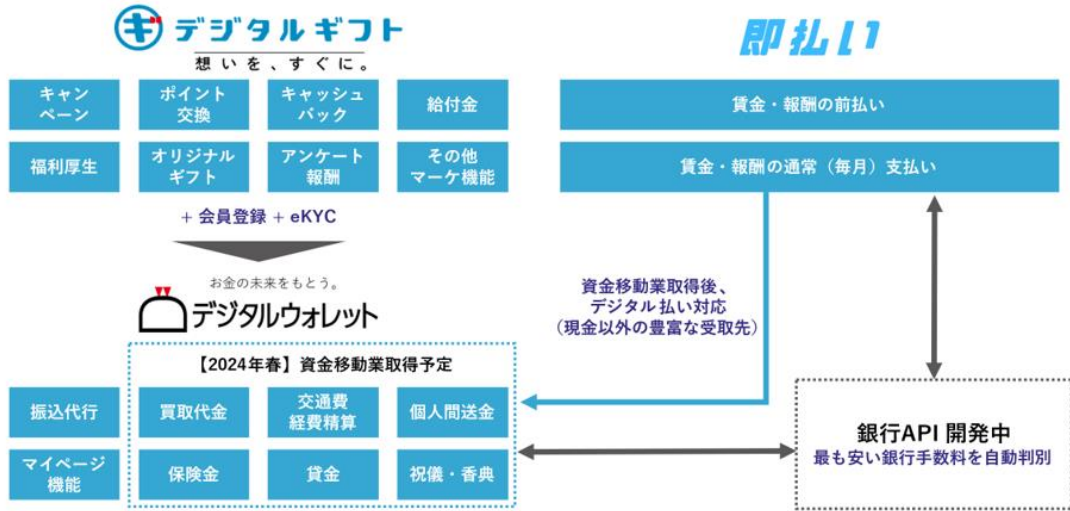 ギ デジタルギフト
想いを、すぐに。
キャン
ペーン
ポイント
交換
キャッシュ
バック
給付金
福利厚生
オリジナル
ギフト
アンケート
報酬
その他
マーケ機能
+ 会員登録 + eKYC
お金の未来をもとう。
デジタルウォレット
【2024年春】資金移動業取得予定
振込代行
買取代金
交通費
経費精算
個人間送金
マイページ
機能
保険金
貸金
祝儀・香典
即払い
賃金・報酬の前払い
賃金・報酬の通常（毎月）支払い
資金移動業取得後、
デジタル払い対応
（現金以外の豊富な受取先）
銀行API 開発中
最も安い銀行手数料を自動判別